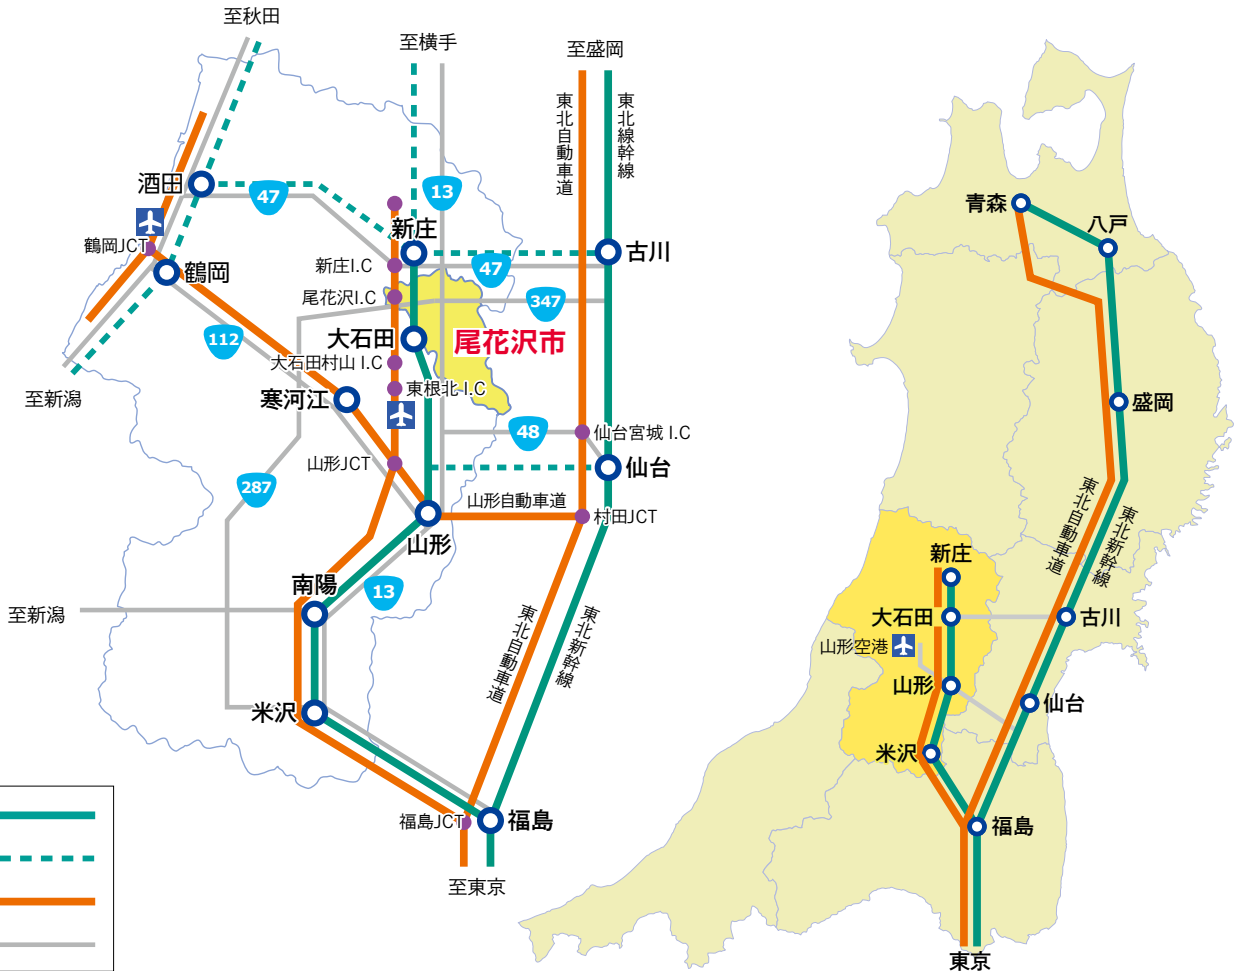 至秋田
至横手
至盛岡
東北自動車道
東北線幹線
酒田
47
13
新庄
古川
鶴岡JCT
新庄I.C
47
鶴岡
尾花沢I.C
347
112
大石田
尾花沢市
大石田村山 I.C
至新潟
寒河江
東根北 I.C
48
仙台宮城 I.C
山形JCT
仙台
287
山形自動車道
村田JCT
山形
南陽
13
至新潟
東北自動車道
東北新幹線
米沢
福島JCT
福島
至東京
青森
八戸
盛岡
東北自動車道
東北新幹線
新庄
大石田
古川
山形空港
山形
仙台
米沢
福島
東京